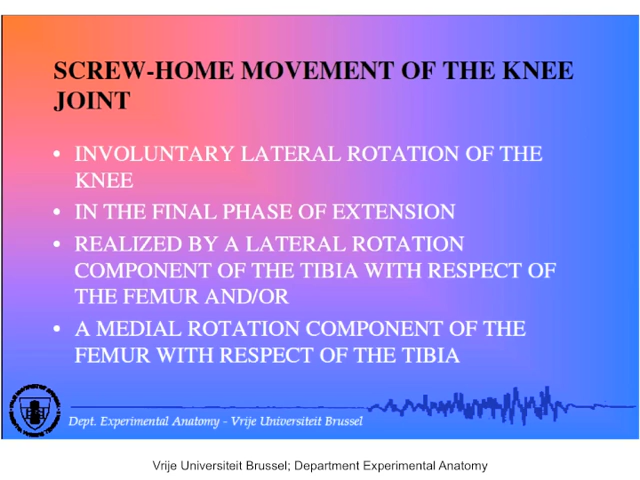 SCREW-HOME MOVEMENT OF THE KNEE
JOINT
• INVOLUNTARY LATERAL ROTATION OF THE
KNEE
• IN THE FINAL PHASE OF EXTENSION
• REALIZED BY A LATERAL ROTATION
COMPONENT OF THE TIBIA WITH RESPECT OF
THE FEMUR AND/OR
• A MEDIAL ROTATION COMPONENT OF THE
FEMUR WITH RESPECT OF THE TIBIA
Dept. Experimental Anatomy - Vrije Universiteit Brussel
Vrije Universiteit Brussel; Department Experimental Anatomy